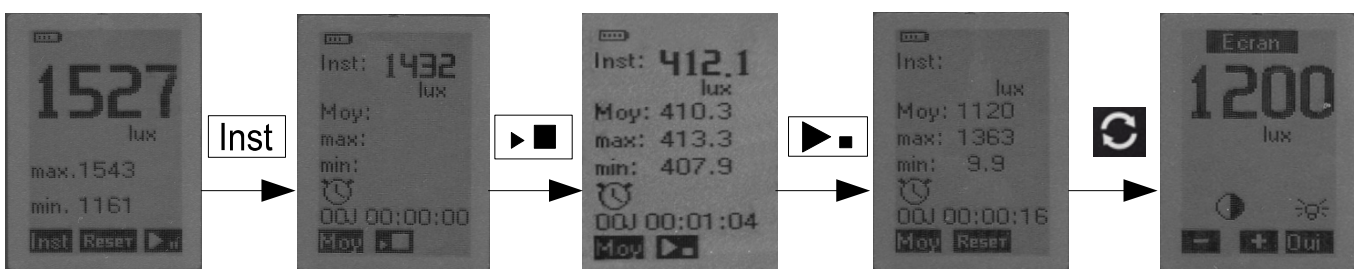 1527
lux
max.1543
min. 1161
Inst Reset
Inst
Inst: 1432
lux
Moy:
max:
min:
00J 00:00:00
Moy
Inst: 412.1
lux
Moy: 410.3
max: 413.3
min: 407.9
00J 00:01:04
Moy
Inst:
lux
Moy: 1120
max: 1363
min: 9.9
00J 00:00:16
Moy Reset
Ecran
1200
lux
- + Oui